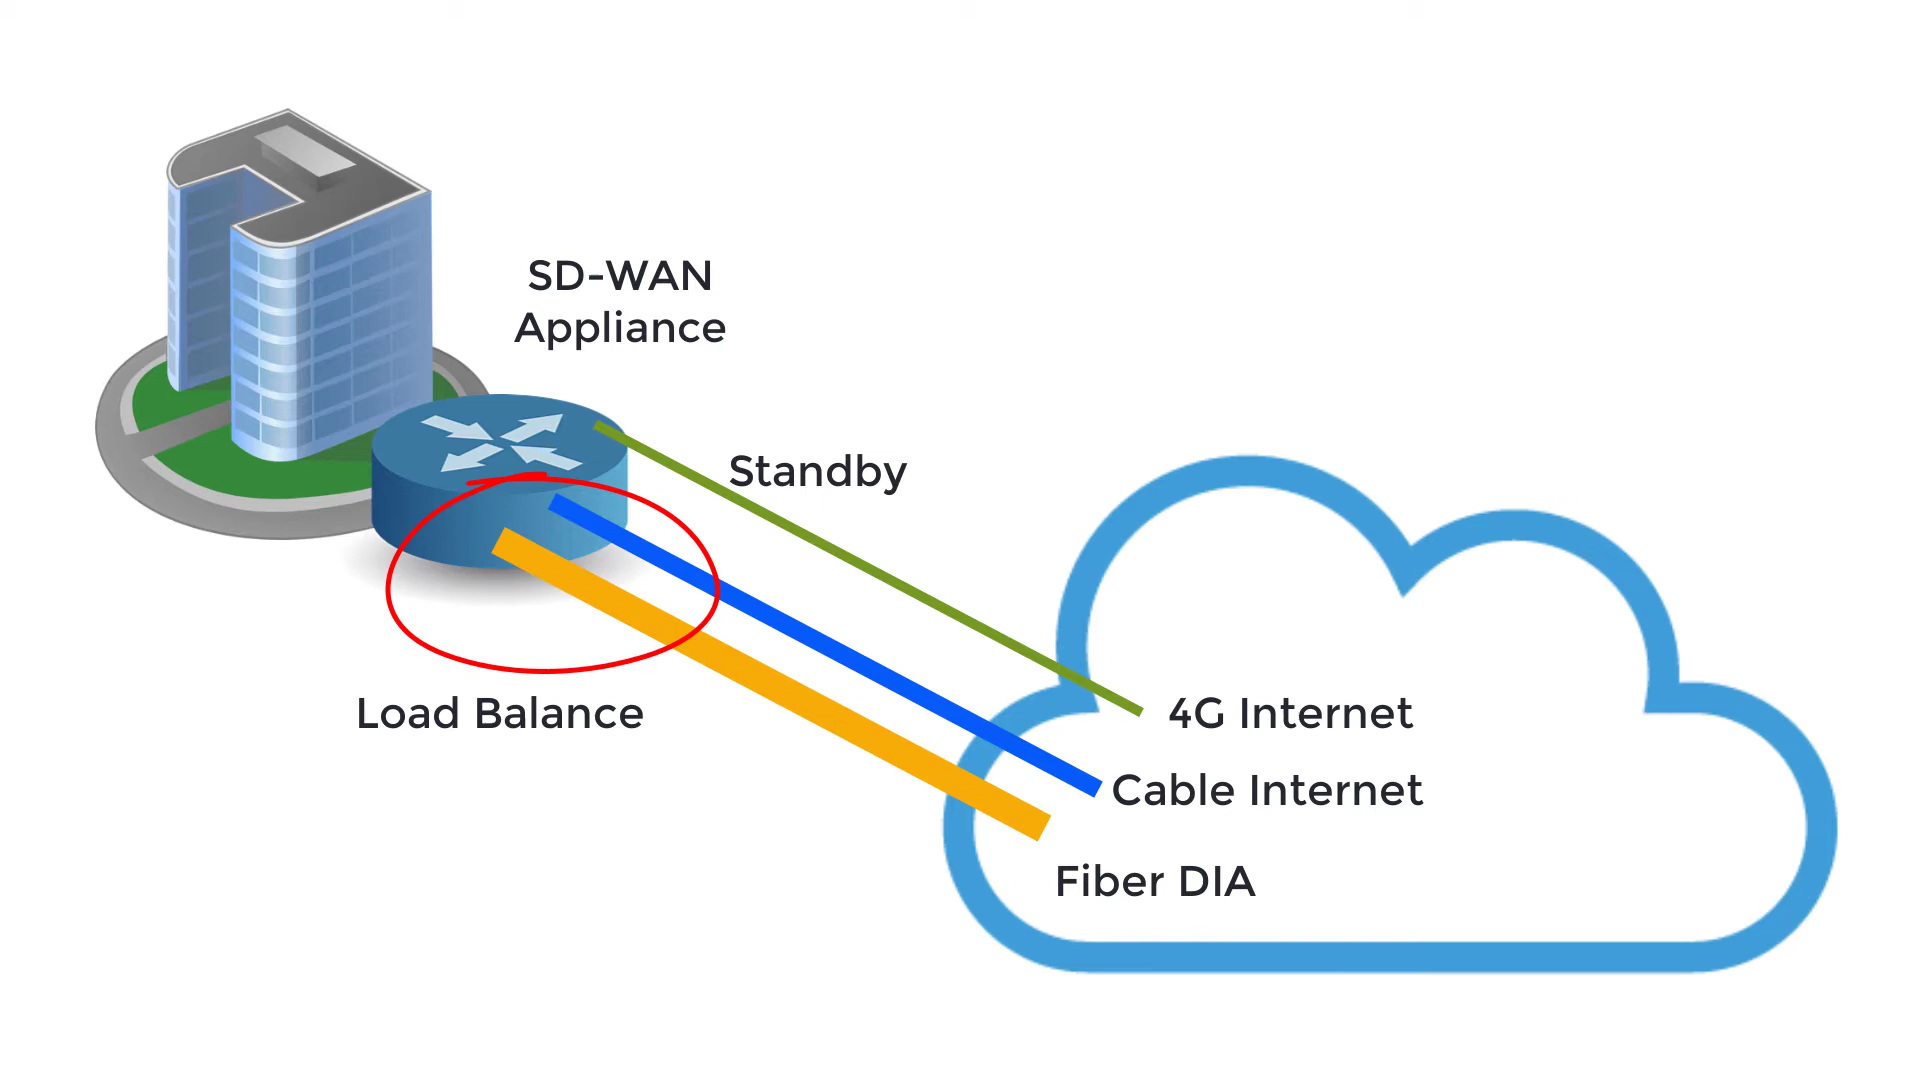 SD-WAN
Appliance
Standby
Load Balance
4G Internet
Cable Internet
Fiber DIA